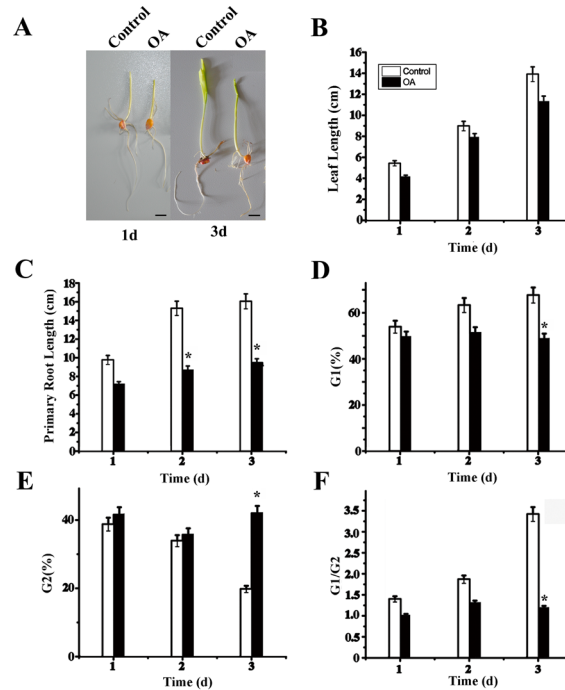 A
Control
OA
Control
OA
1d
3d
B
16
14
12
10
8
6
4
2
0
Leaf Length (cm)
Control
OA
1
2
3
Time (d)
C
18
16
14
12
10
8
6
4
2
0
Primary Root Length (cm)
*
*
1
2
3
Time (d)
D
60
40
20
0
G1(%)
*
1
2
3
Time (d)
E
40
20
0
G2(%)
*
1
2
3
Time (d)
F
3.5
3.0
2.5
2.0
1.5
1.0
0.5
0.0
G1/G2
*
1
2
3
Time (d)